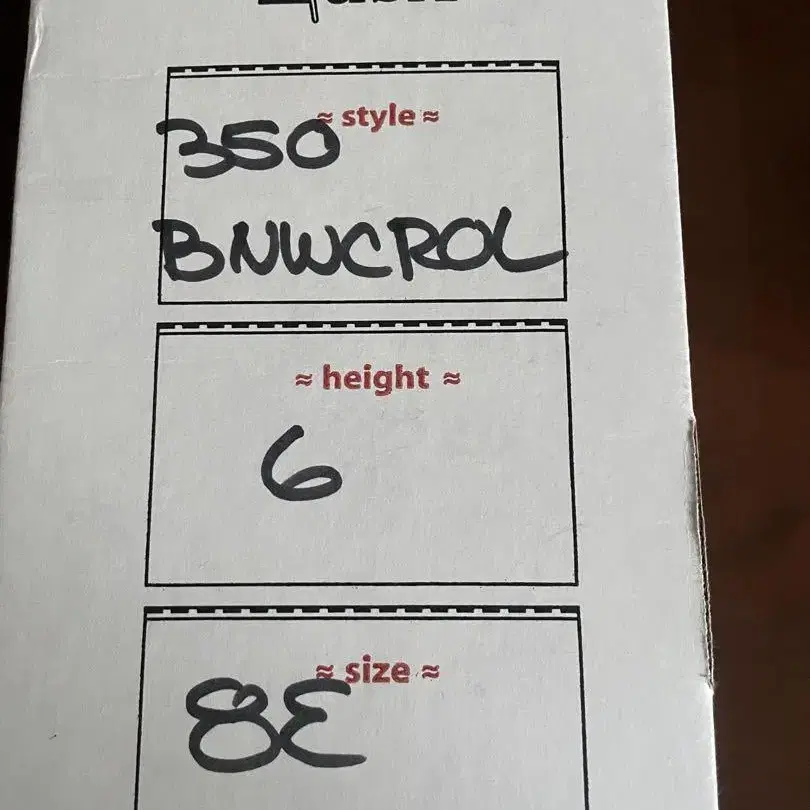 ≈ style ≈
350
BNWCROL
≈ height ≈
6
≈ size ≈
8E